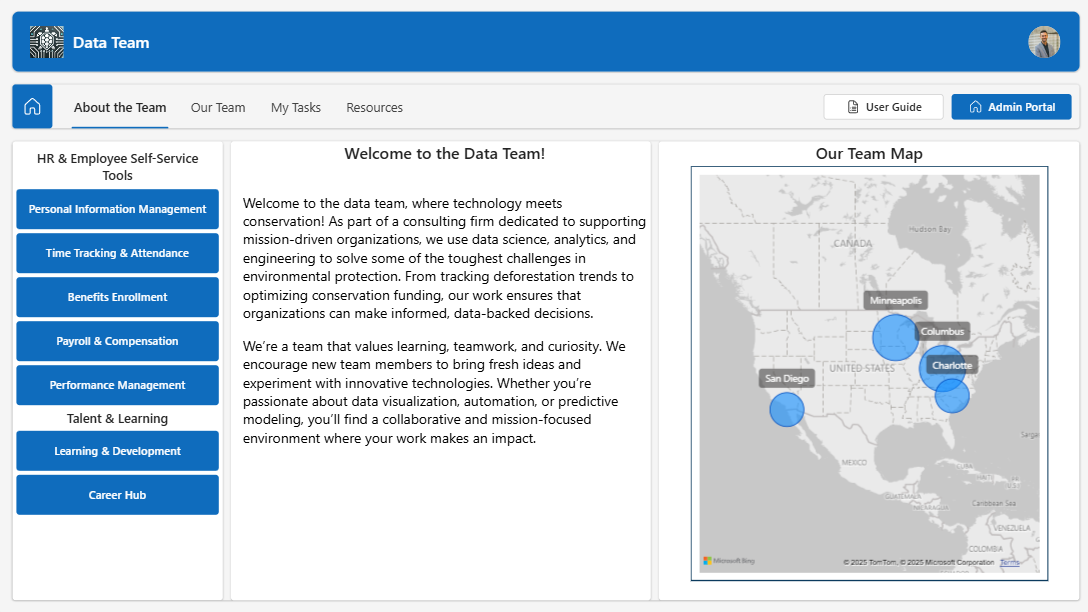 Data Team
About the Team
Our Team
My Tasks
Resources
User Guide
Admin Portal
HR & Employee Self-Service
Tools
Personal Information Management
Time Tracking & Attendance
Benefits Enrollment
Payroll & Compensation
Performance Management
Talent & Learning
Learning & Development
Career Hub
Welcome to the Data Team!
Welcome to the data team, where technology meets
conservation! As part of a consulting firm dedicated to supporting
mission-driven organizations, we use data science, analytics, and
engineering to solve some of the toughest challenges in
environmental protection. From tracking deforestation trends to
optimizing conservation funding, our work ensures that
organizations can make informed, data-backed decisions.
We’re a team that values learning, teamwork, and curiosity. We
encourage new team members to bring fresh ideas and
experiment with innovative technologies. Whether you’re
passionate about data visualization, automation, or predictive
modeling, you’ll find a collaborative and mission-focused
environment where your work makes an impact.
Our Team Map
Hudson Bay
CANADA
Minneapolis
Columbus
Charlotte
UNITED STATES
San Diego
MEXICO
CUBA
HAITI
GUATEMALA
NICARAGUA
Caribbean Sea
VENEZUELA
COLOMBIA
Microsoft Bing
© 2025 TomTom, © 2025 Microsoft Corporation Terms